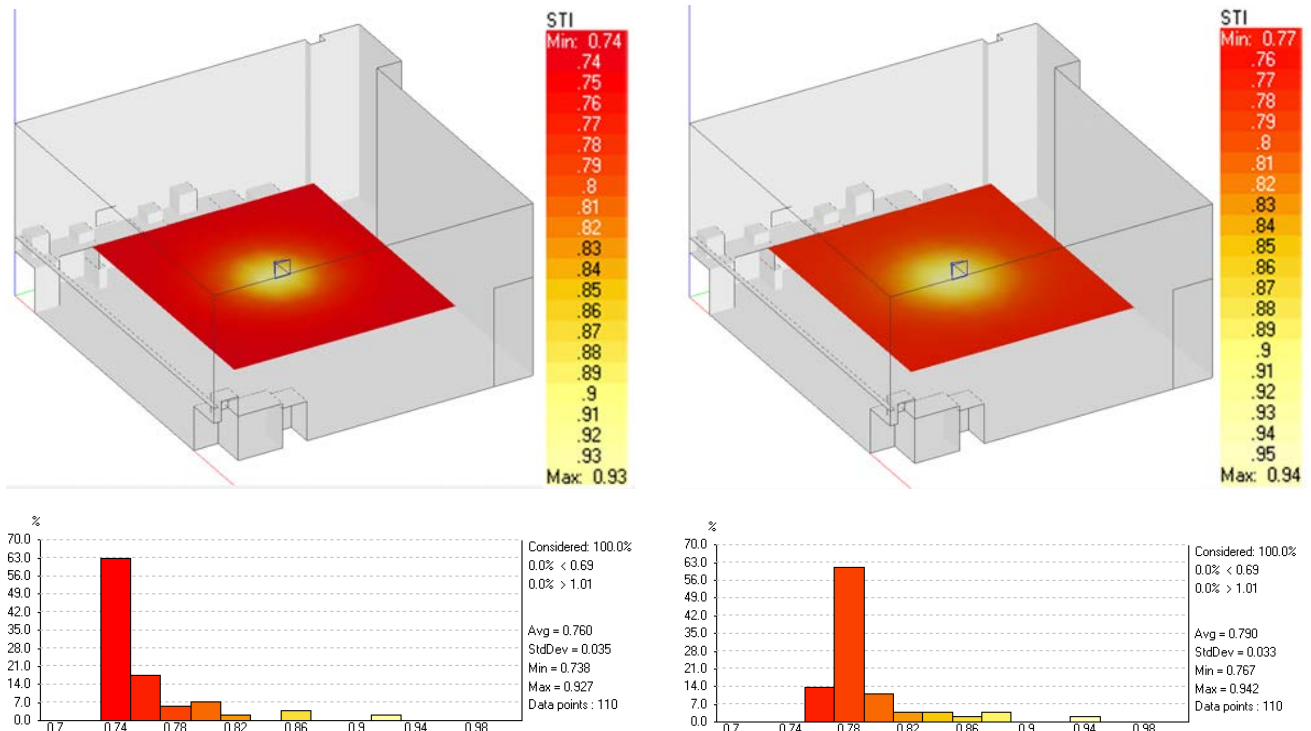 STI
Min: 0.74
.74
.75
.76
.77
.78
.79
.8
.81
.82
.83
.84
.85
.86
.87
.88
.89
.9
.91
.92
.93
Max: 0.93
STI
Min: 0.77
.76
.77
.78
.79
.8
.81
.82
.83
.84
.85
.86
.87
.88
.89
.9
.91
.92
.93
.94
.95
Max: 0.94
%
70.0
63.0
56.0
49.0
42.0
35.0
28.0
21.0
14.0
7.0
0.0
0.7 0.74 0.78 0.82 0.86 0.9 0.94 0.98
Considered: 100.0%
0.0% < 0.69
0.0% > 1.01
Avg = 0.760
StdDev = 0.035
Min = 0.738
Max = 0.927
Data points : 110
%
70.0
63.0
56.0
49.0
42.0
35.0
28.0
21.0
14.0
7.0
0.0
0.7 0.74 0.78 0.82 0.86 0.9 0.94 0.98
Considered: 100.0%
0.0% < 0.69
0.0% > 1.01
Avg = 0.790
StdDev = 0.033
Min = 0.767
Max = 0.942
Data points : 110